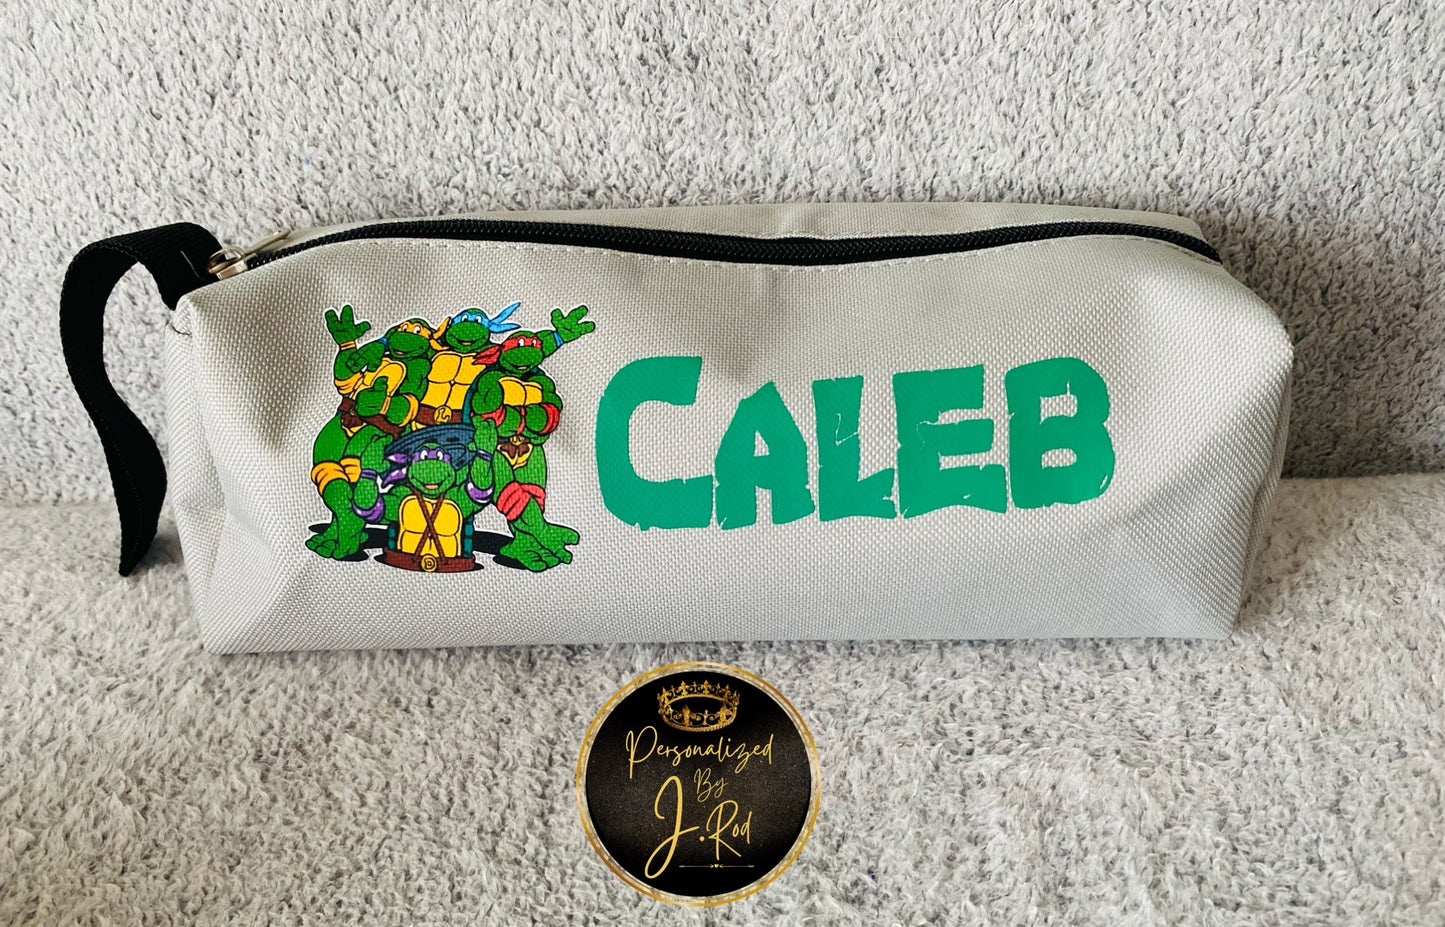 CALEB
L
D
Personalized
By
J.Rod